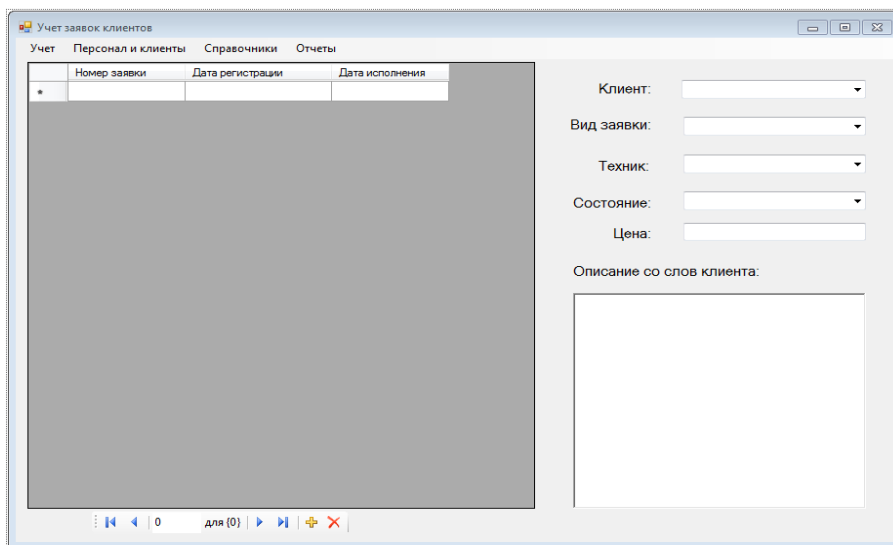 Учет заявок клиентов
Учет Персонал и клиенты Справочники Отчеты
Номер заявки Дата регистрации Дата исполнения
Клиент:
Вид заявки:
Техник:
Состояние:
Цена:
Описание со слов клиента:
0 для {0}